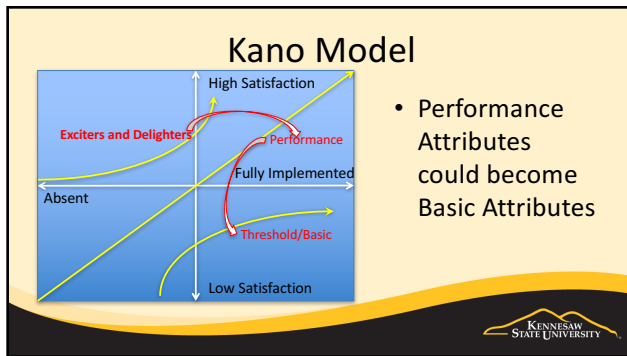 Kano Model
High Satisfaction
Exciters and Delighters
Performance
Fully Implemented
Absent
Threshold/Basic
Low Satisfaction
• Performance
Attributes
could become
Basic Attributes
KENNESAW
STATE UNIVERSITY